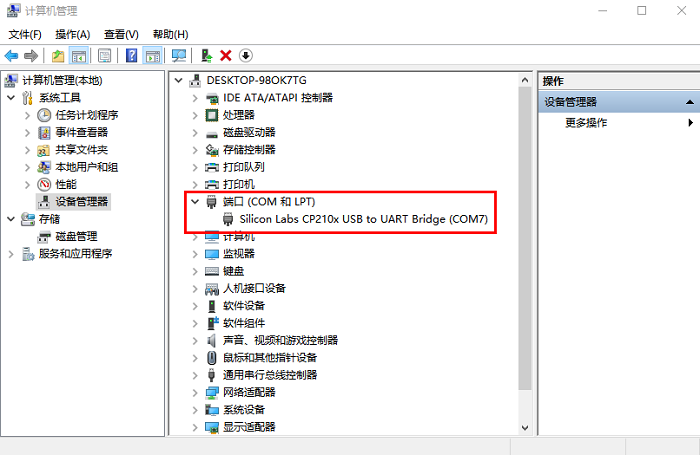 计算机管理
文件(F) 操作(A) 查看(V) 帮助(H)
计算机管理(本地)
系统工具
任务计划程序
事件查看器
共享文件夹
本地用户和组
性能
设备管理器
存储
磁盘管理
服务和应用程序
DESKTOP-98OK7TG
IDE ATA/ATAPI 控制器
处理器
磁盘驱动器
存储控制器
打印队列
打印机
端口 (COM 和 LPT)
Silicon Labs CP210x USB to UART Bridge (COM7)
计算机
监视器
键盘
人机接口设备
软件设备
软件组件
声音、视频和游戏控制器
鼠标和其他指针设备
通用串行总线控制器
网络适配器
系统设备
显示适配器
操作
设备管理器
更多操作